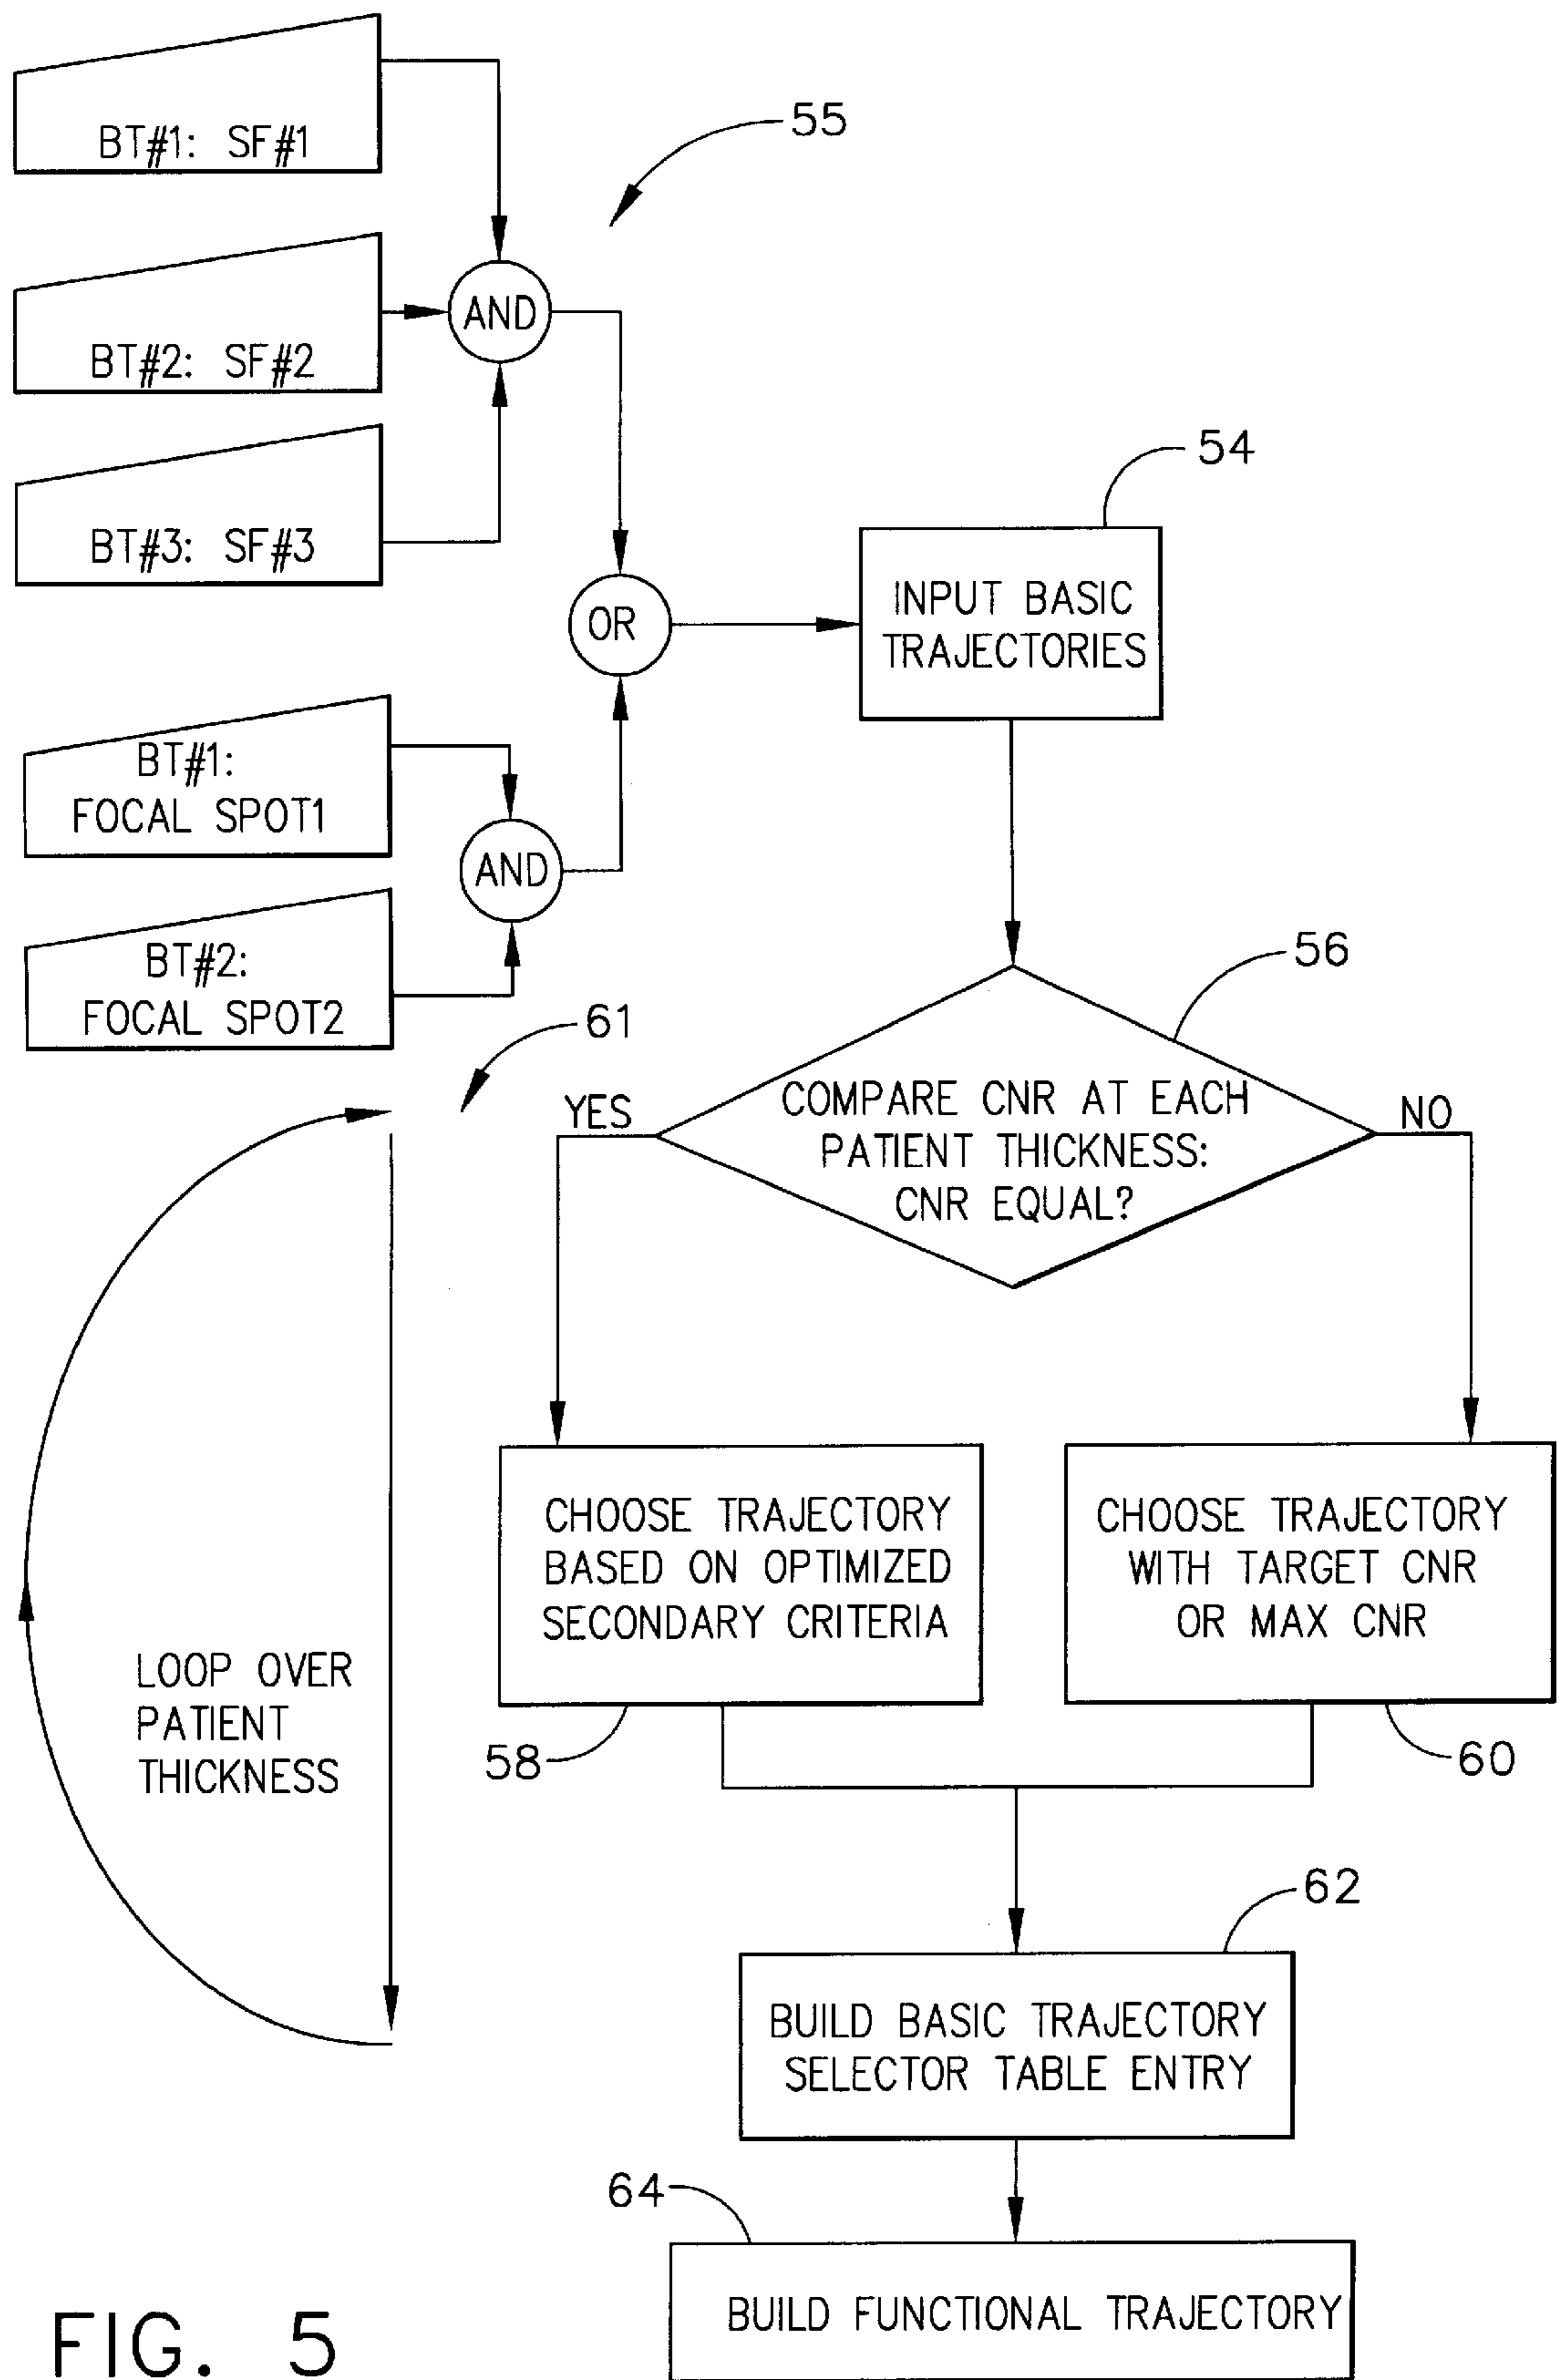 BT#1: SF#1
55
BT#2: SF#2
AND
BT#3: SF#3
54
OR
INPUT BASIC
TRAJECTORIES
BT#1:
FOCAL SPOT1
AND
BT#2:
FOCAL SPOT2
61
56
YES
COMPARE CNR AT EACH
PATIENT THICKNESS:
CNR EQUAL?
NO
CHOOSE TRAJECTORY
BASED ON OPTIMIZED
SECONDARY CRITERIA
CHOOSE TRAJECTORY
WITH TARGET CNR
OR MAX CNR
LOOP OVER
PATIENT
THICKNESS
58
60
62
BUILD BASIC TRAJECTORY
SELECTOR TABLE ENTRY
64
BUILD FUNCTIONAL TRAJECTORY
FIG. 5